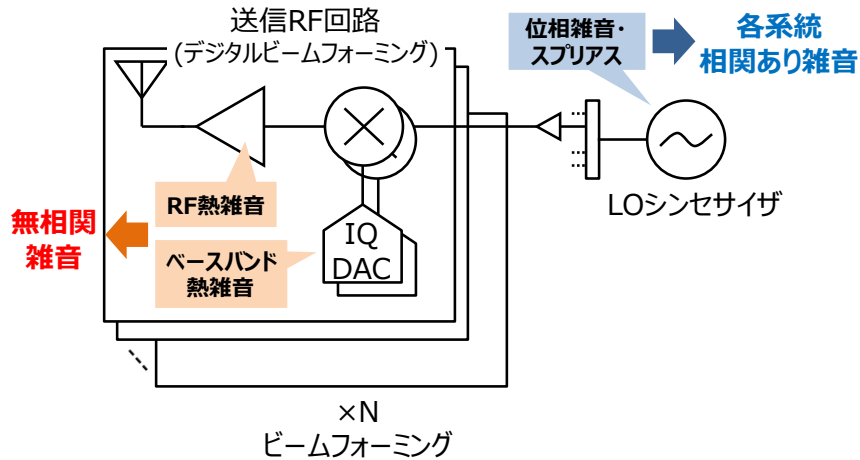 送信RF回路
(デジタルビームフォーミング)
位相雑音・
スプリアス
各系統
相関あり雑音
RF熱雑音
無相関
雑音
ベースバンド
熱雑音
IQ
DAC
LOシンセサイザ
×N
ビームフォーミング